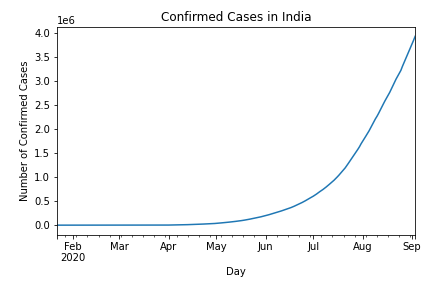 Confirmed Cases in India
1e6
4.0
3.5
3.0
2.5
2.0
1.5
1.0
0.5
0.0
Number of Confirmed Cases
Feb Mar Apr May Jun Jul Aug Sep
2020
Day